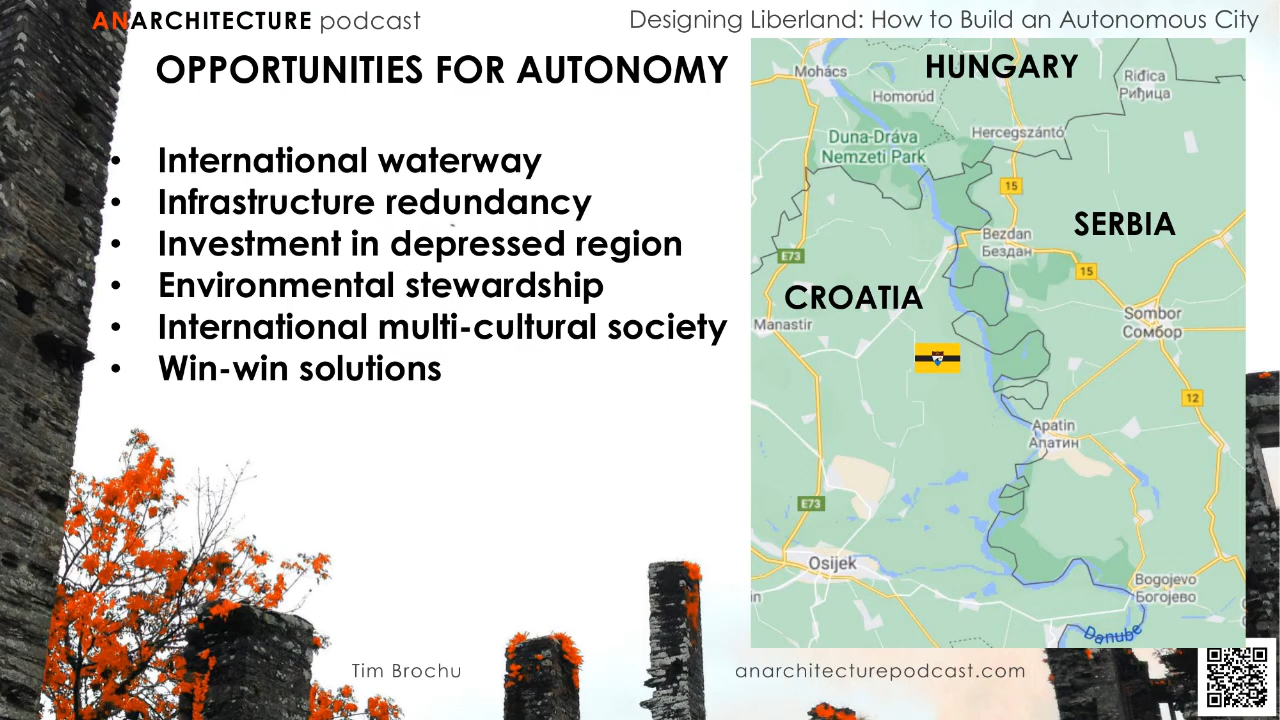 ANARCHITECTURE podcast
Designing Liberland: How to Build an Autonomous City
OPPORTUNITIES FOR AUTONOMY
• International waterway
• Infrastructure redundancy
• Investment in depressed region
• Environmental stewardship
• International multi-cultural society
• Win-win solutions
HUNGARY
Mohács
Riđica
Риђица
Homorúd
Duna-Dráva
Nemzeti Park
Hercegszántó
15
SERBIA
Bezdan
Бездан
E73
15
CROATIA
Manastir
Sombor
Сомбор
12
Apatin
Апатин
E73
Osijek
Bogojevo
Богојево
in
Danube
Tim Brochu
anarchitecturepodcast.com